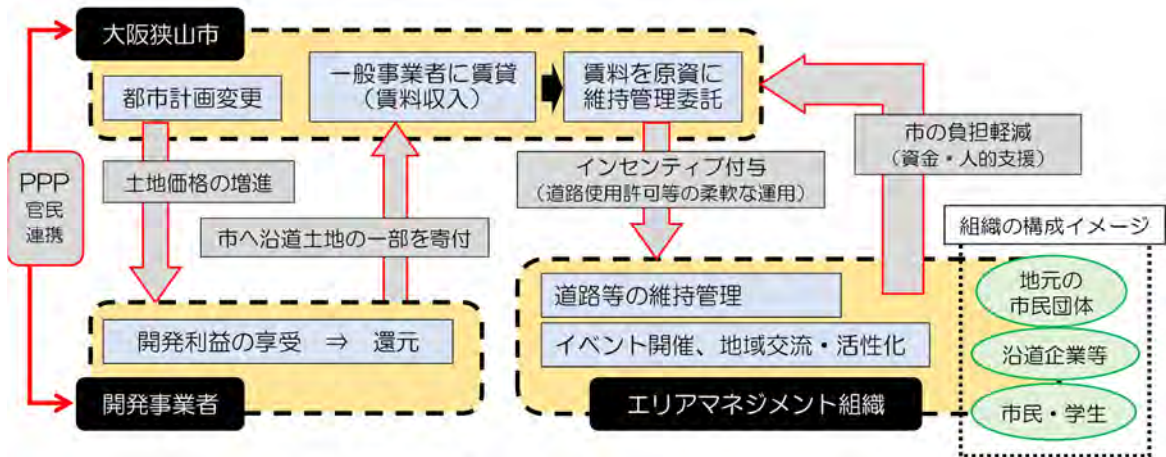 大阪狭山市
都市計画変更
一般事業者に賃貸
（賃料収入）
賃料を原資に
維持管理委託
市の負担軽減
（資金・人的支援）
PPP
官民
連携
土地価格の増進
インセンティブ付与
（道路使用許可等の柔軟な運用）
市へ沿道土地の一部を寄付
組織の構成イメージ
道路等の維持管理
地元の
市民団体
開発利益の享受 ⇒ 還元
イベント開催、地域交流・活性化
沿道企業等
開発事業者
エリアマネジメント組織
市民・学生